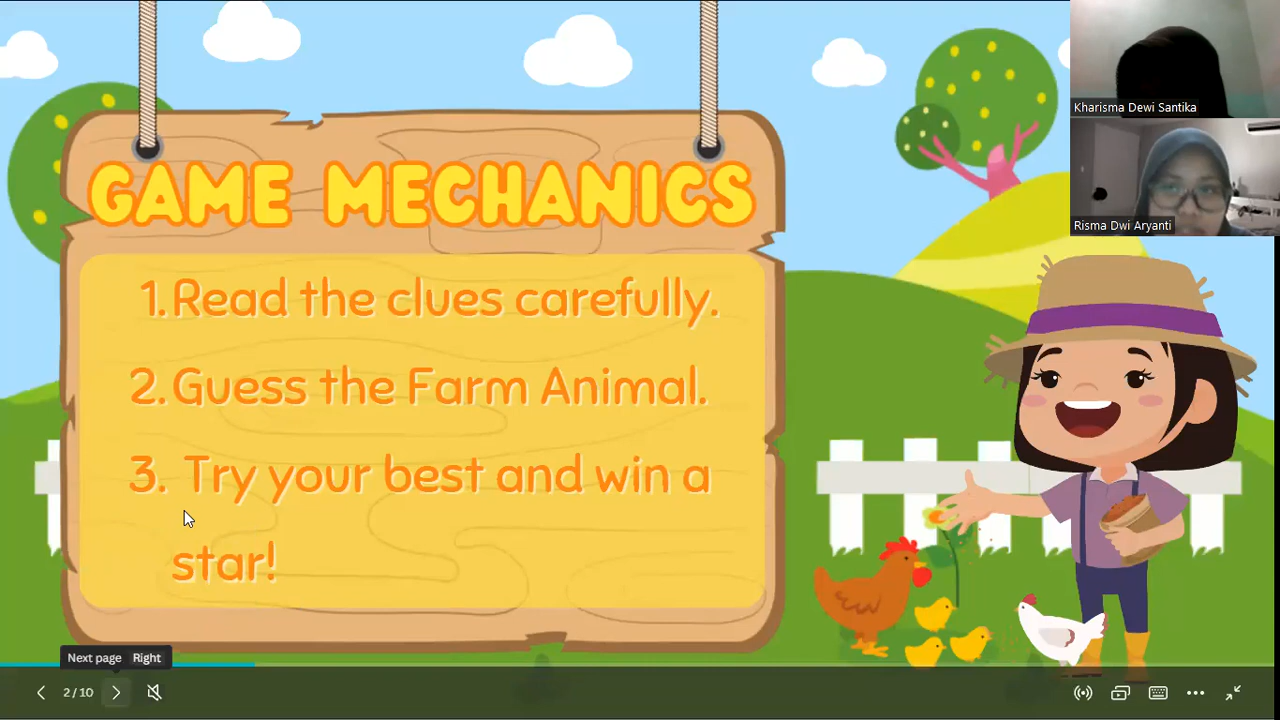 Kharisma Dewi Santika
Risma Dwi Aryanti
GAME MECHANICS
1. Read the clues carefully.
2. Guess the Farm Animal.
3. Try your best and win a
star!
Next page Right
2 / 10